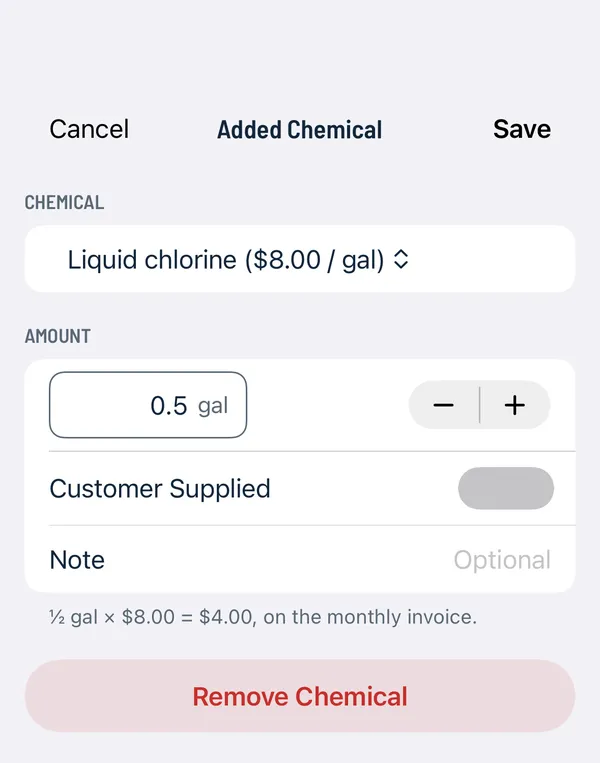 Cancel Added Chemical Save
CHEMICAL
Liquid chlorine ($8.00 / gal)
AMOUNT
0.5 gal − +
Customer Supplied
Note Optional
½ gal × $8.00 = $4.00, on the monthly invoice.
Remove Chemical